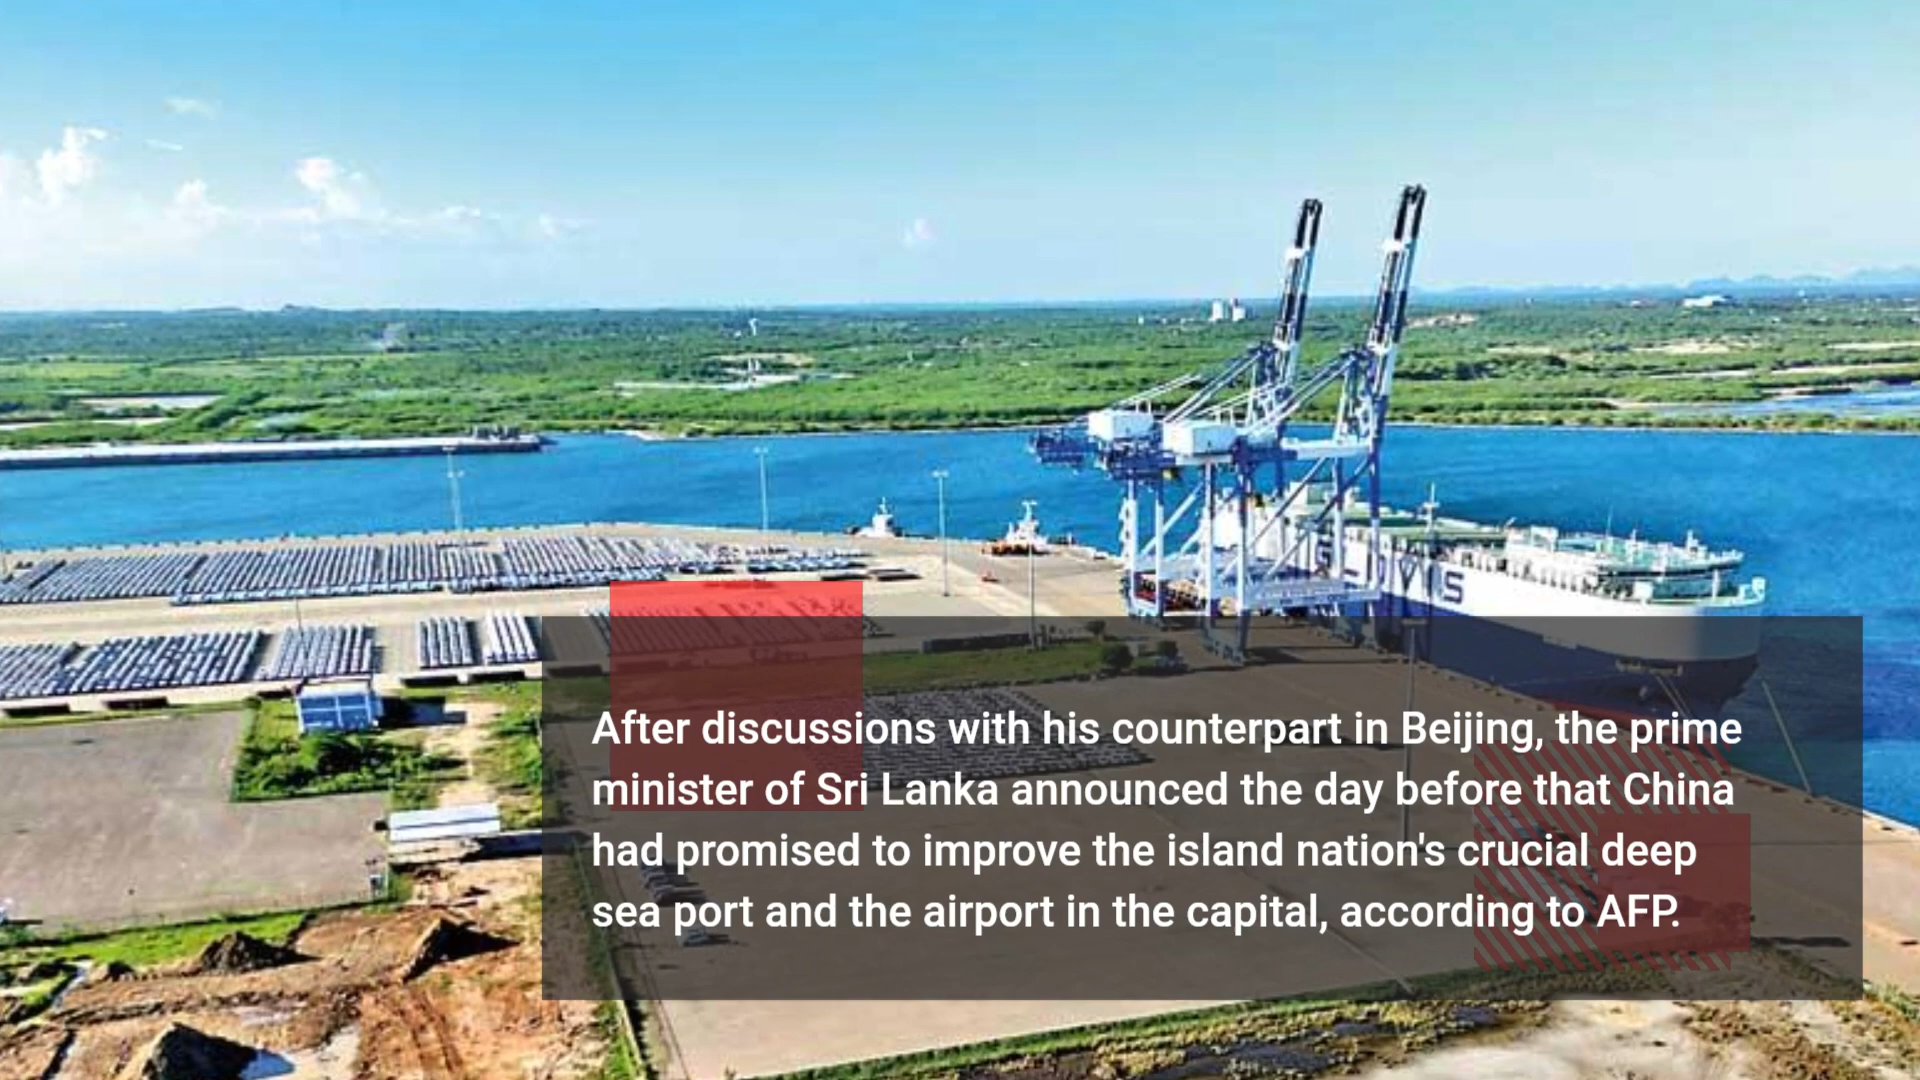 After discussions with his counterpart in Beijing, the prime
minister of Sri Lanka announced the day before that China
had promised to improve the island nation's crucial deep
sea port and the airport in the capital, according to AFP.